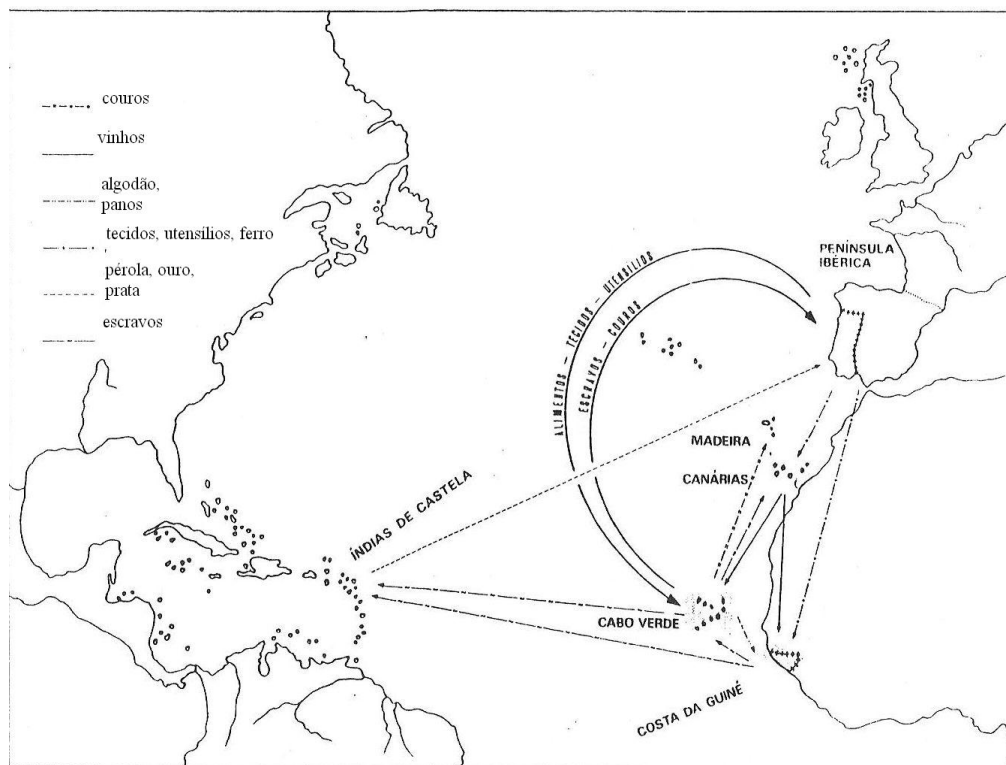 couros
vinhos
algodão,
panos
tecidos, utensílios, ferro
pérola, ouro,
prata
escravos
PENÍNSULA
IBÉRICA
ALIMENTOS - TECIDOS - UTERSÍLIOS
ESCRAVOS - COUROS
MADEIRA
CANÁRIAS
ÍNDIAS DE CASTELA
CABO VERDE
COSTA DA GUINÉ